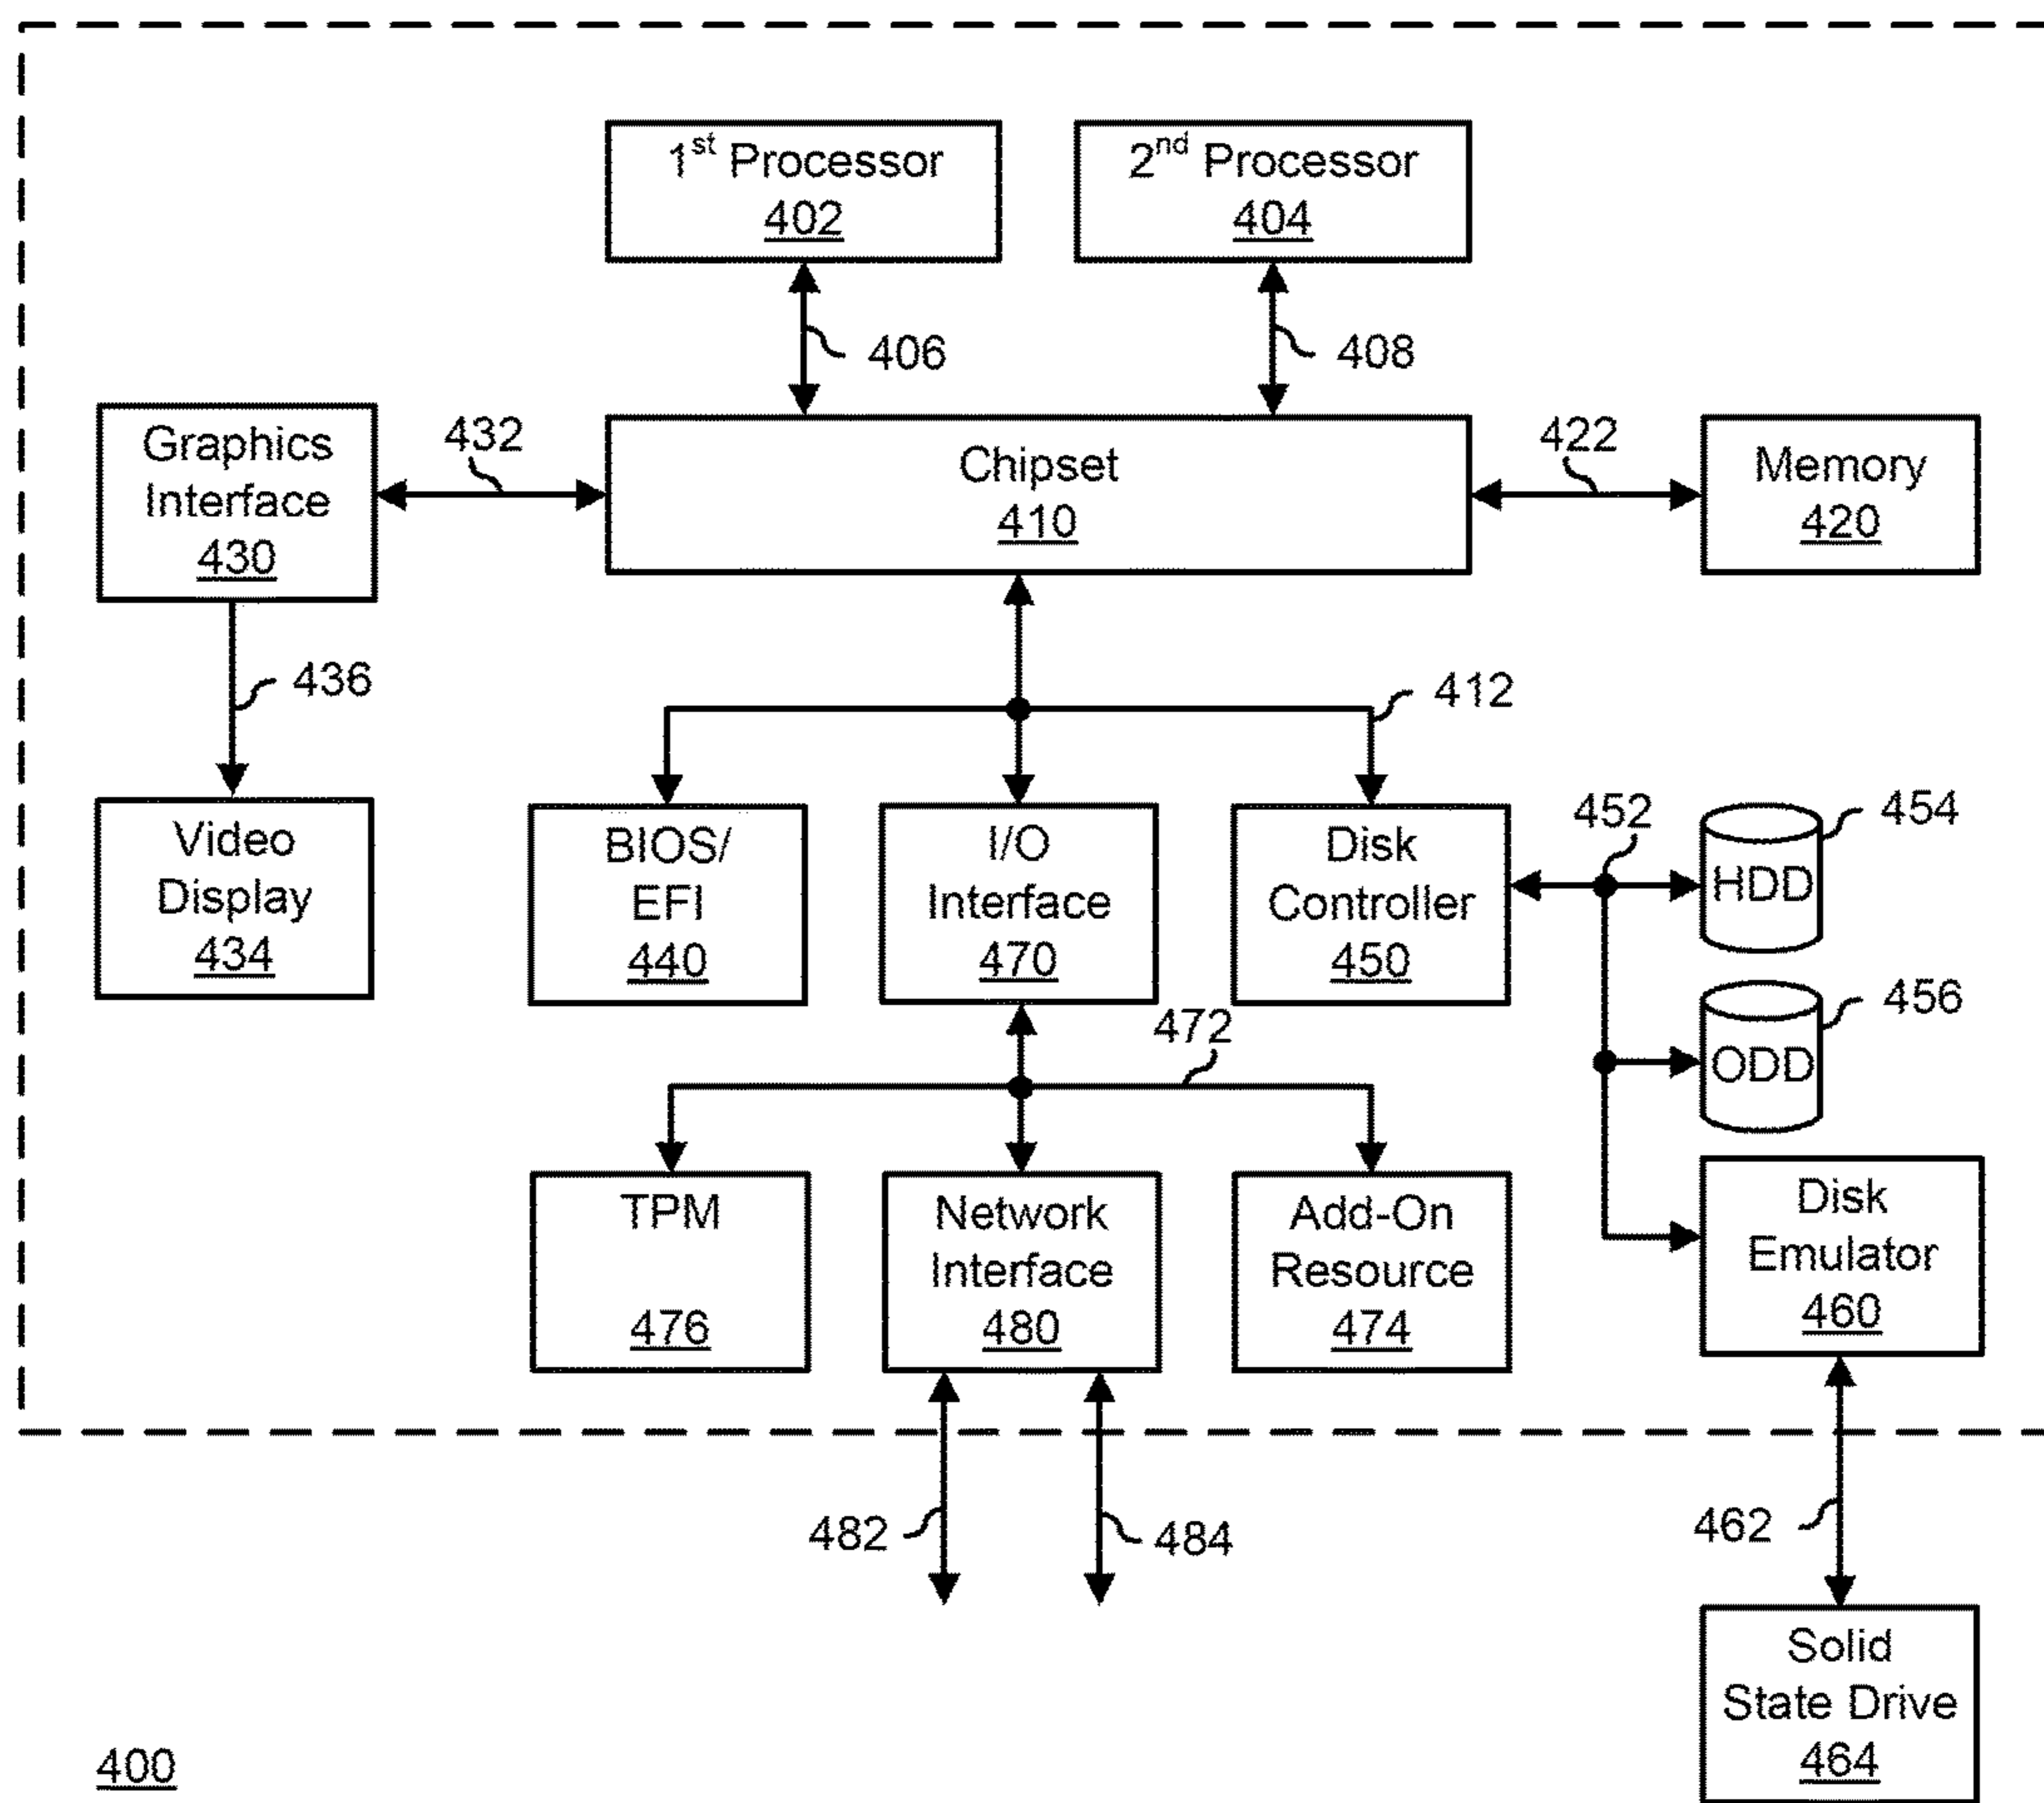 1st Processor
402
2nd Processor
404
406
408
Graphics
Interface
430
432
Chipset
410
422
Memory
420
436
412
Video
Display
434
BIOS/
EFI
440
I/O
Interface
470
Disk
Controller
450
452
454
HDD
456
ODD
472
TPM
476
Network
Interface
480
Add-On
Resource
474
Disk
Emulator
460
482
484
462
Solid
State Drive
464
400